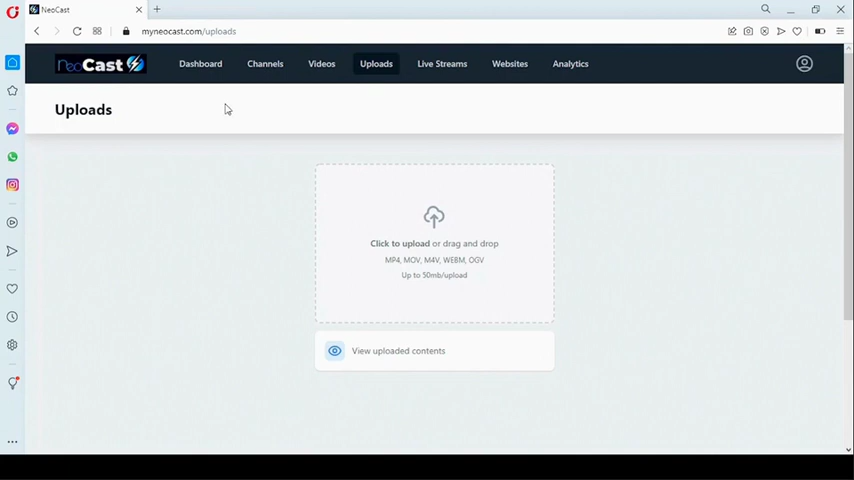 NeoCast
myneocast.com/uploads
neoCast
Dashboard
Channels
Videos
Uploads
Live Streams
Websites
Analytics
Uploads
Click to upload or drag and drop
MP4, MOV, M4V, WEBM, OGV
Up to 50mb/upload
View uploaded contents